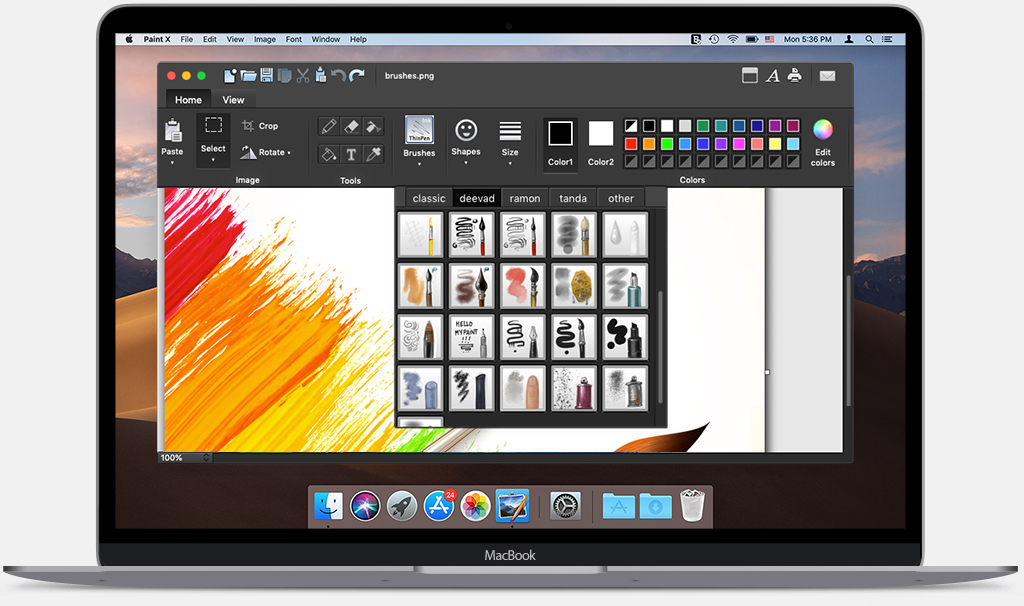 Paint X File Edit View Image Font Window Help Mon 5:36 PM
brushes.png
Home View
Paste
Select
Crop
Rotate
Image
Tools
ThinPen
Brushes
Shapes
Size
Color1
Color2
Edit
colors
Colors
classic deevad ramon tanda other
HELLO
MYPAINT
!!!
100%
24
MacBook